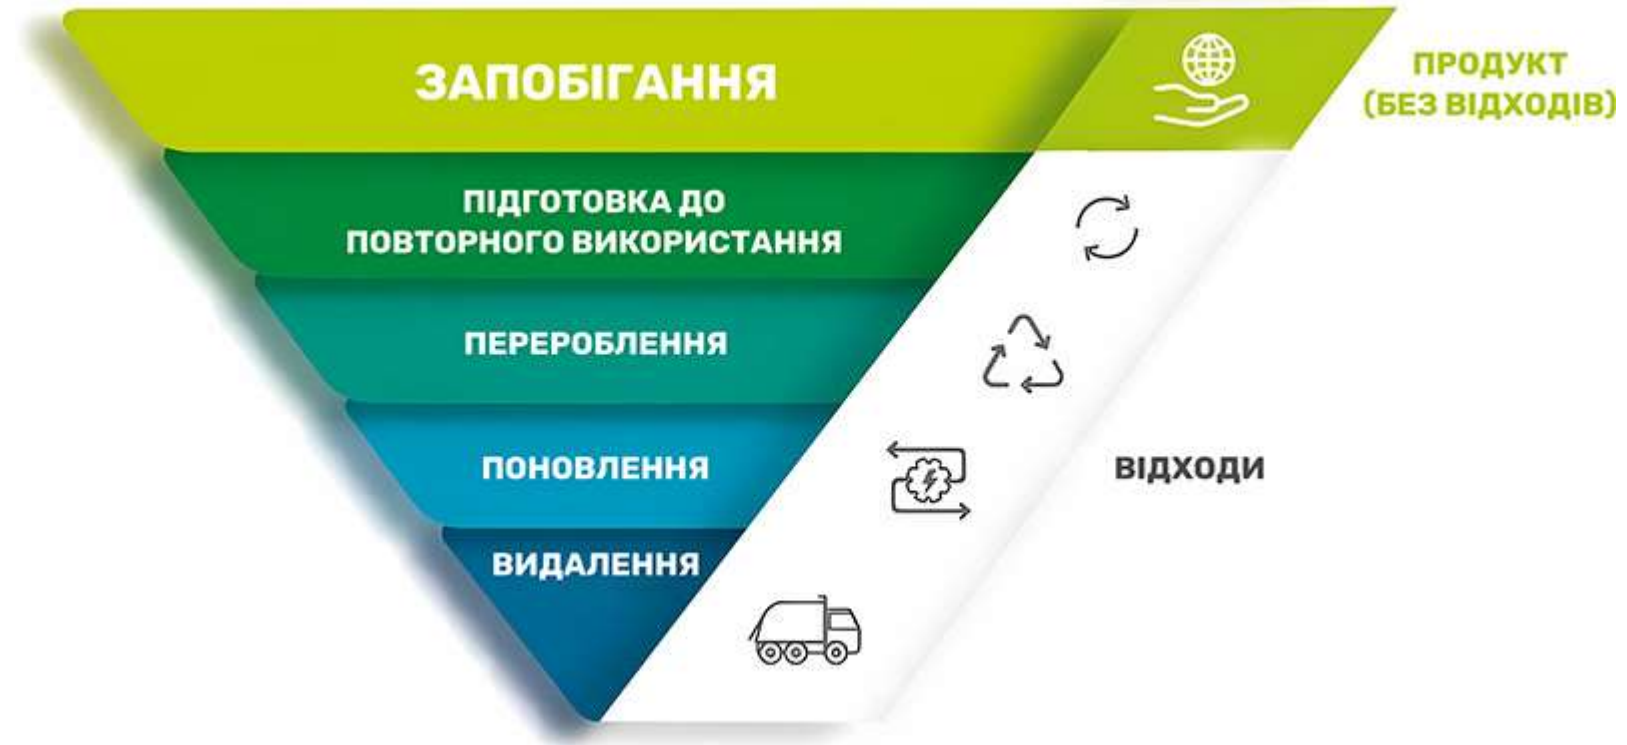 ЗАПОБІГАННЯ
ПРОДУКТ
(БЕЗ ВІДХОДІВ)
ПІДГОТОВКА ДО
ПОВТОРНОГО ВИКОРИСТАННЯ
ПЕРЕРОБЛЕННЯ
ПОНОВЛЕННЯ
ВІДХОДИ
ВИДАЛЕННЯ